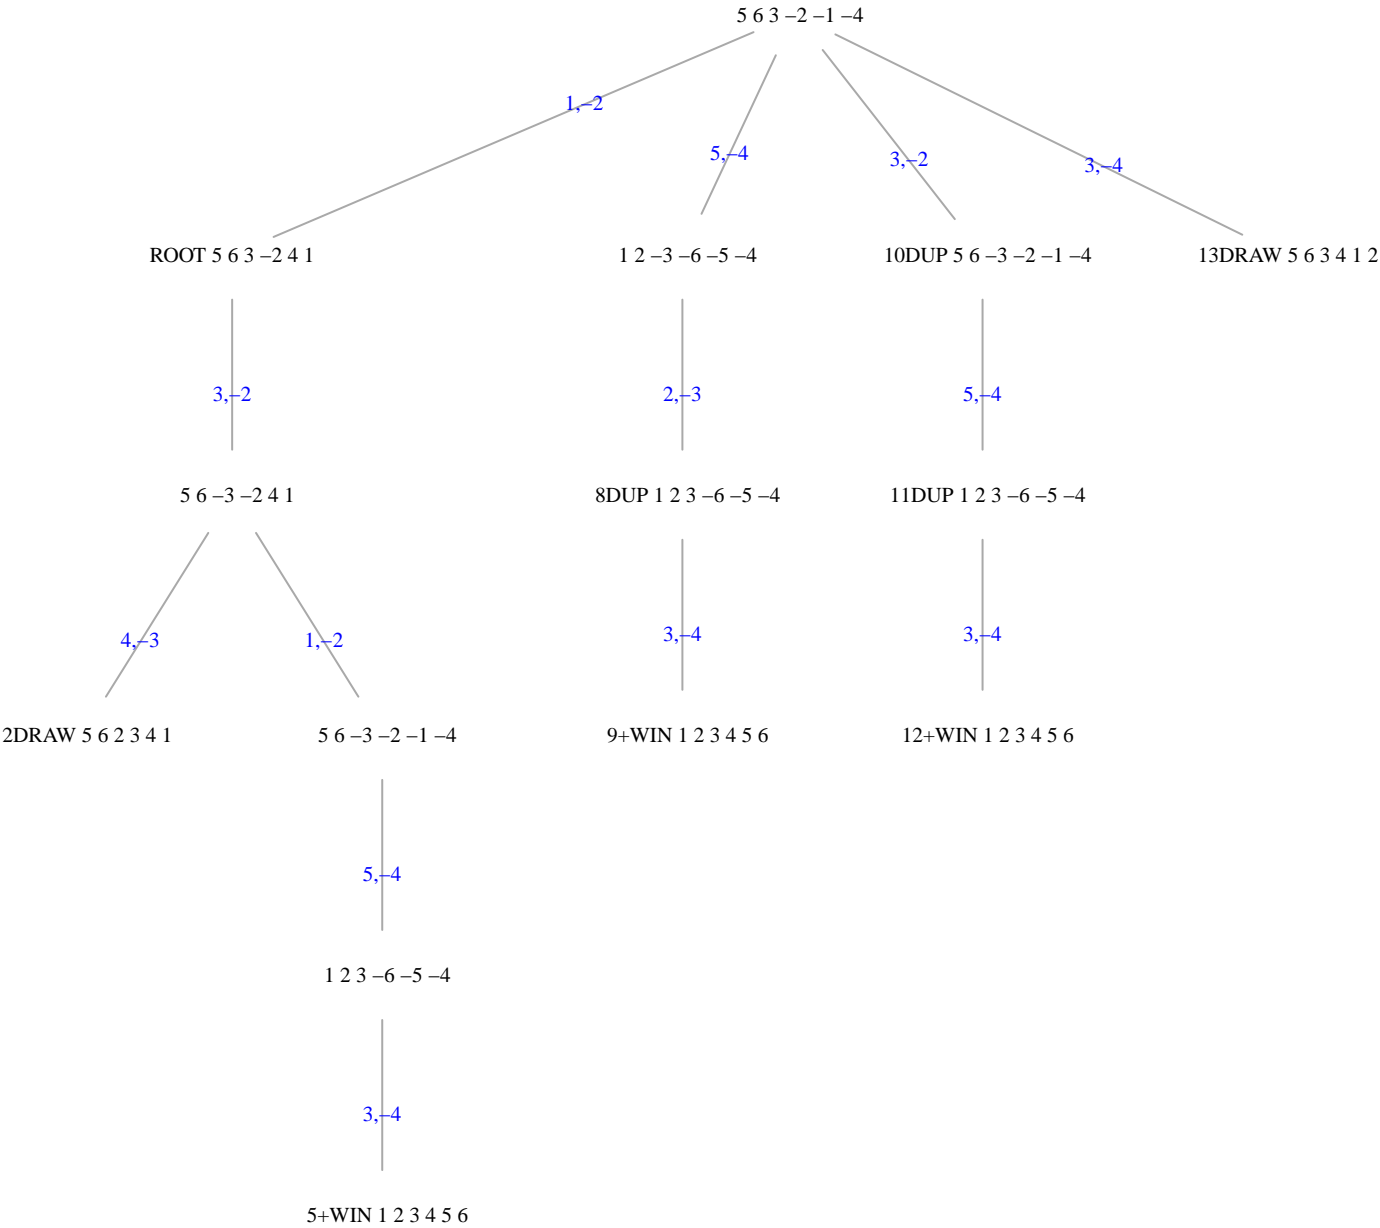 5 6 3 –2 –1 –4
1,–2
5,–4
3,–2
3,–4
ROOT 5 6 3 –2 4 1
1 2 –3 –6 –5 –4
10DUP 5 6 –3 –2 –1 –4
13DRAW 5 6 3 4 1 2
3,–2
2,–3
5,–4
5 6 –3 –2 4 1
8DUP 1 2 3 –6 –5 –4
11DUP 1 2 3 –6 –5 –4
4,–3
1,–2
3,–4
3,–4
2DRAW 5 6 2 3 4 1
5 6 –3 –2 –1 –4
9+WIN 1 2 3 4 5 6
12+WIN 1 2 3 4 5 6
5,–4
1 2 3 –6 –5 –4
3,–4
5+WIN 1 2 3 4 5 6